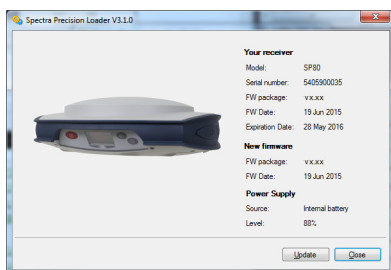 Spectra Precision Loader V3.1.0
Your receiver
Model: SP80
Serial number: 5405900035
FW package: vx.xx
FW Date: 19 Jun 2015
Expiration Date: 28 May 2016
New firmware
FW package: vx.xx
FW Date: 19 Jun 2015
Power Supply
Source: Internal battery
Level: 88%
Update Close